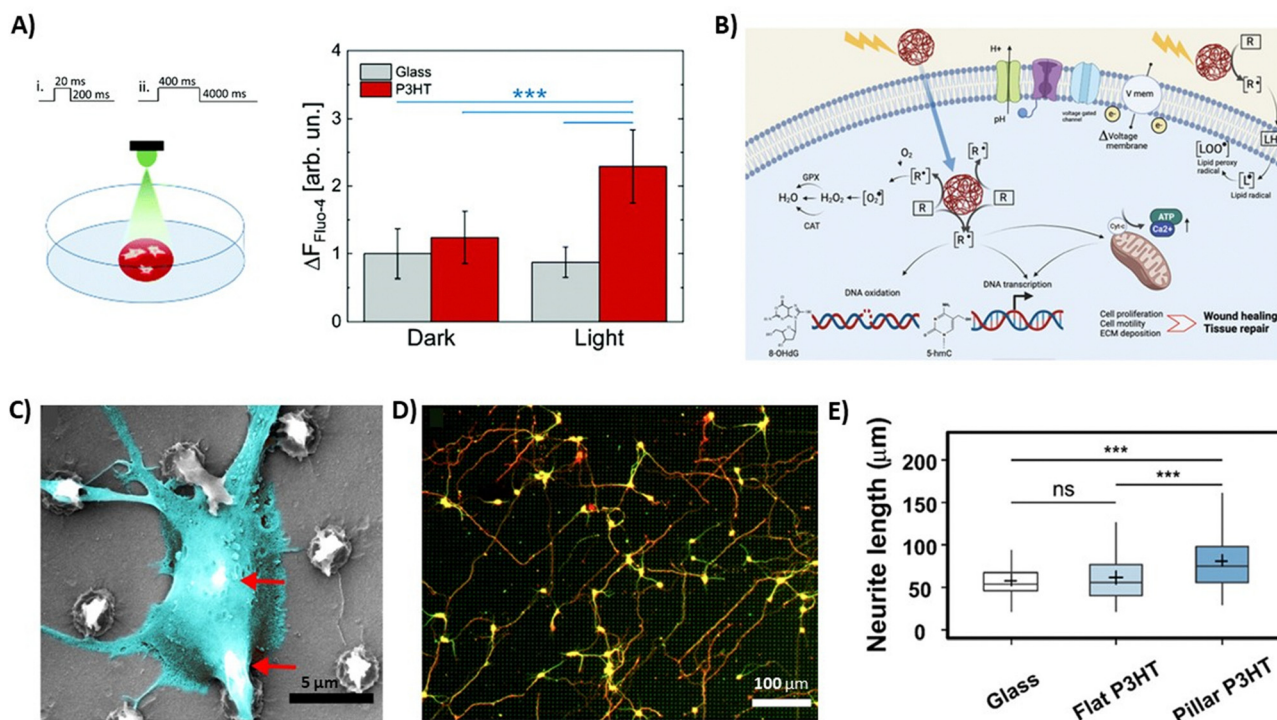 A)
i. 20 ms
200 ms
ii. 400 ms
4000 ms
ΔF Fluo-4 [arb. un.]
4
3
2
1
0
Glass
P3HT
***
Dark
Light
B)
H+
pH
voltage gated
channel
V mem
Δ Voltage
membrane
e-
e-
R
[R•]
LH
[LOO•]
Lipid peroxy
radical
[L•]
Lipid radical
O₂
[R•]
[R•]
GPX
H₂O
H₂O₂
[O₂•]
CAT
R
R
[R•]
Cyt-c
ATP
Ca2+
DNA oxidation
DNA transcription
8-OHdG
5-hmC
Cell proliferation
Cell motility
ECM deposition
Wound healing
Tissue repair
C)
5 μm
D)
100 μm
E)
Neurite length (μm)
200
150
100
50
0
***
ns
***
Glass
Flat P3HT
Pillar P3HT